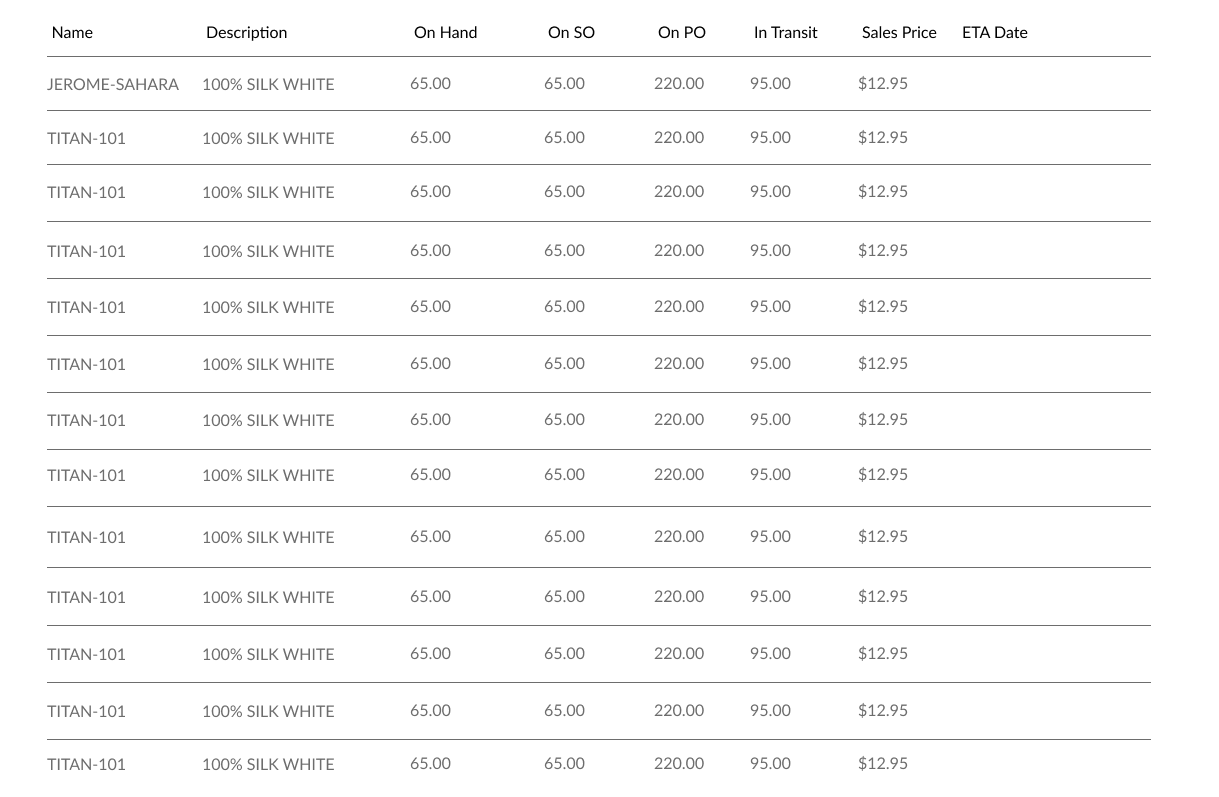 Name Description On Hand On SO On PO In Transit Sales Price ETA Date
JEROME-SAHARA 100% SILK WHITE 65.00 65.00 220.00 95.00 $12.95
TITAN-101 100% SILK WHITE 65.00 65.00 220.00 95.00 $12.95
TITAN-101 100% SILK WHITE 65.00 65.00 220.00 95.00 $12.95
TITAN-101 100% SILK WHITE 65.00 65.00 220.00 95.00 $12.95
TITAN-101 100% SILK WHITE 65.00 65.00 220.00 95.00 $12.95
TITAN-101 100% SILK WHITE 65.00 65.00 220.00 95.00 $12.95
TITAN-101 100% SILK WHITE 65.00 65.00 220.00 95.00 $12.95
TITAN-101 100% SILK WHITE 65.00 65.00 220.00 95.00 $12.95
TITAN-101 100% SILK WHITE 65.00 65.00 220.00 95.00 $12.95
TITAN-101 100% SILK WHITE 65.00 65.00 220.00 95.00 $12.95
TITAN-101 100% SILK WHITE 65.00 65.00 220.00 95.00 $12.95
TITAN-101 100% SILK WHITE 65.00 65.00 220.00 95.00 $12.95
TITAN-101 100% SILK WHITE 65.00 65.00 220.00 95.00 $12.95